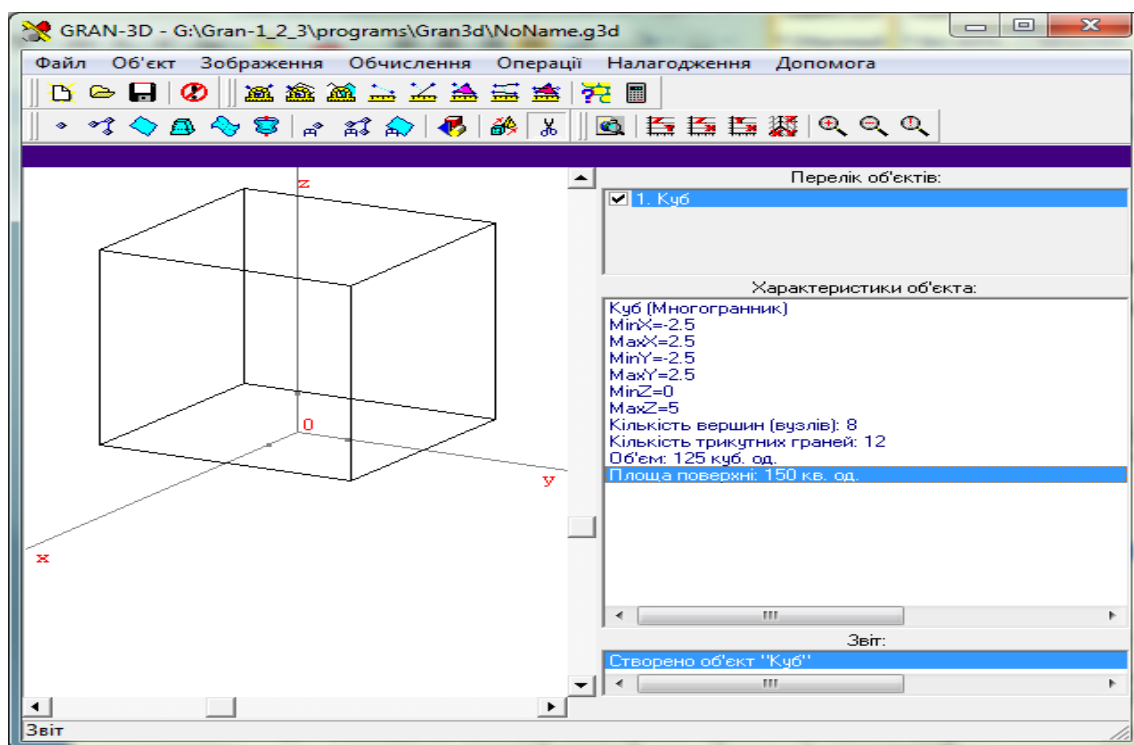 GRAN-3D - G:\Gran-1_2_3\programs\Gran3d\NoName.g3d
Файл Об'єкт Зображення Обчислення Операції Налагодження Допомога
Перелік об'єктів:
1. Куб
Характеристики об'єкта:
Куб (Многогранник)
MinX=-2.5
MaxX=2.5
MinY=-2.5
MaxY=2.5
MinZ=0
MaxZ=5
Кількість вершин (вузлів): 8
Кількість трикутних граней: 12
Об'єм: 125 куб. од.
Площа поверхні: 150 кв. од.
z
0
y
x
Звіт:
Створено об'єкт "Куб"
Звіт